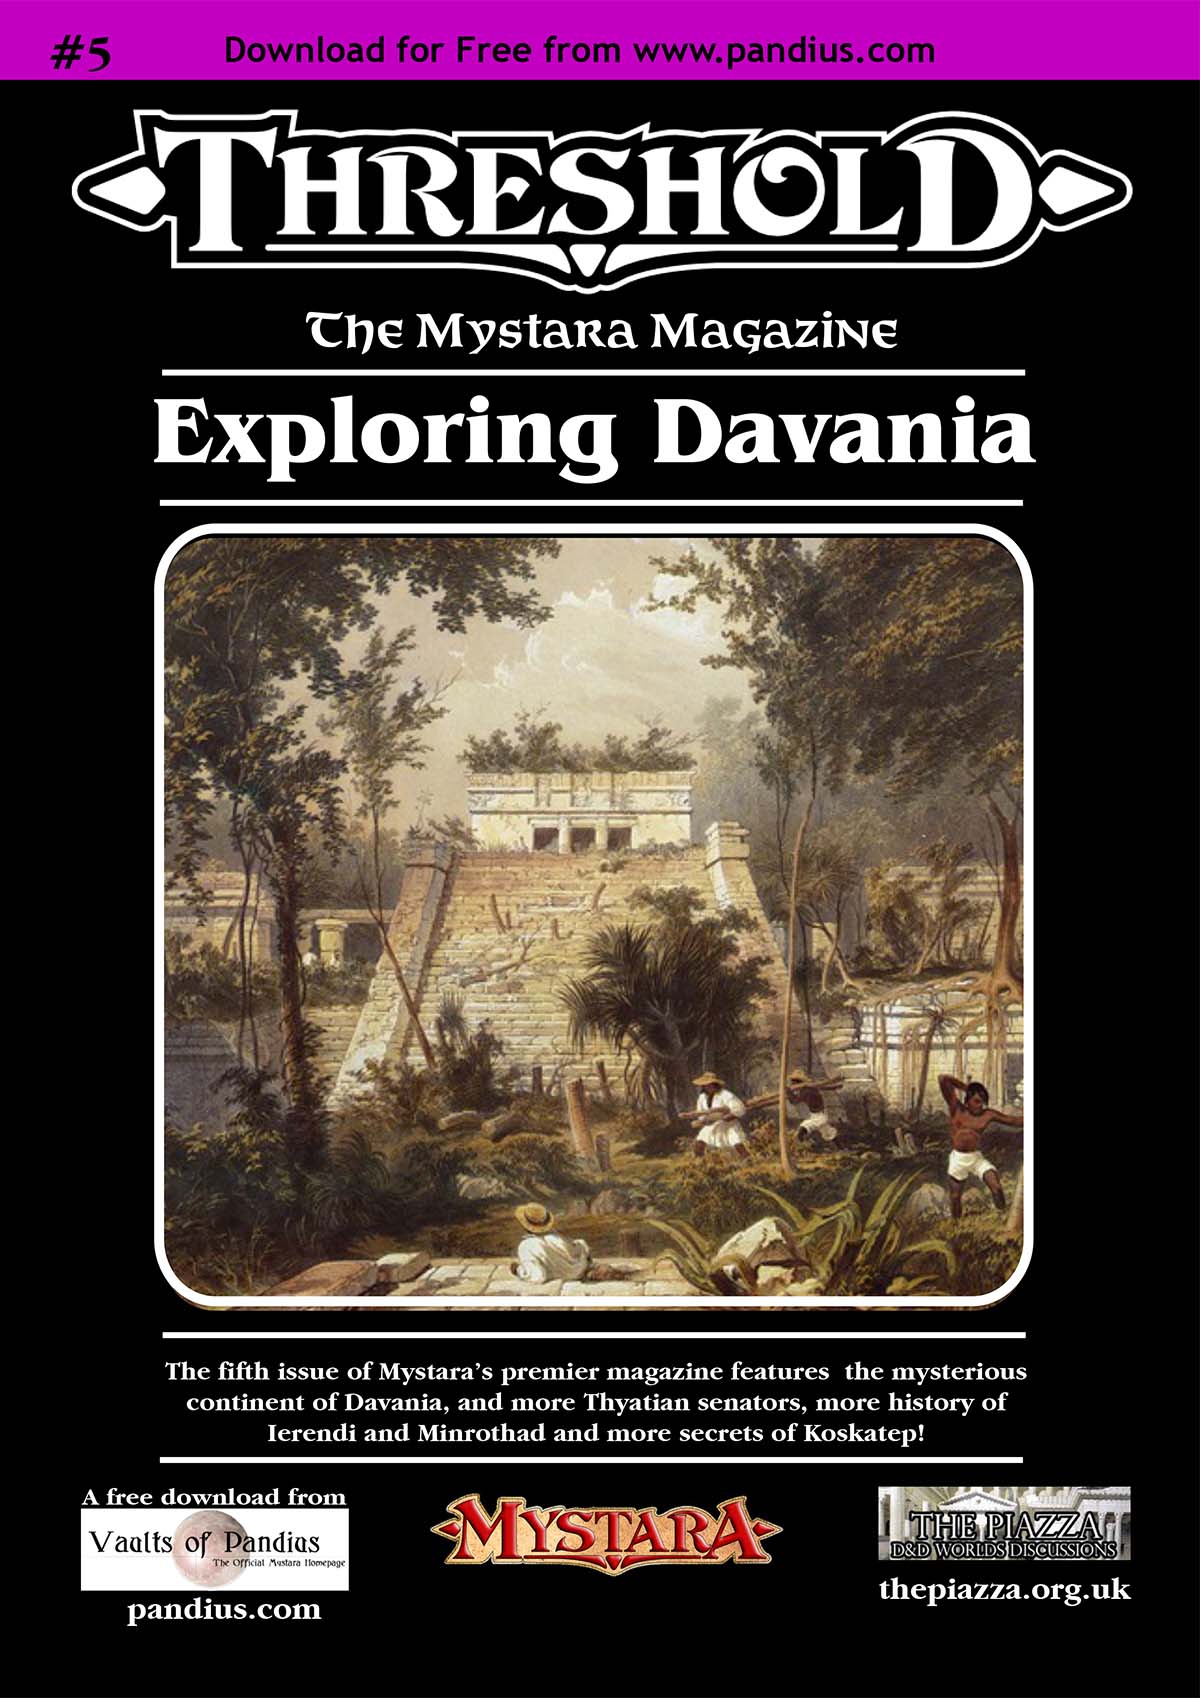 #5 Download for Free from www.pandius.com
THRESHOLD
The Mystara Magazine
Exploring Davania
The fifth issue of Mystara's premier magazine features the mysterious
continent of Davania, and more Thyatian senators, more history of
Ierendi and Minrothad and more secrets of Koskatep!
A free download from
Vaults of Pandius
The Official Mystara Homepage
pandius.com
MYSTARA
THE PIAZZA
D&D WORLDS DISCUSSIONS
thepiazza.org.uk